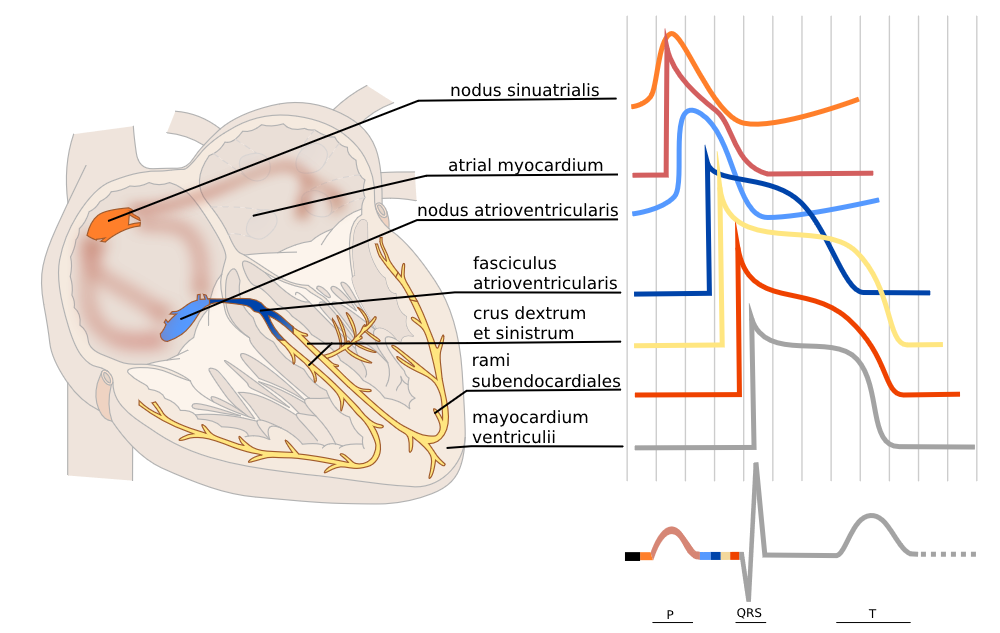 nodus sinuatrialis
atrial myocardium
nodus atrioventricularis
fasciculus
atrioventricularis
crus dextrum
et sinistrum
rami
subendocardiales
mayocardium
ventriculii
P
QRS
T